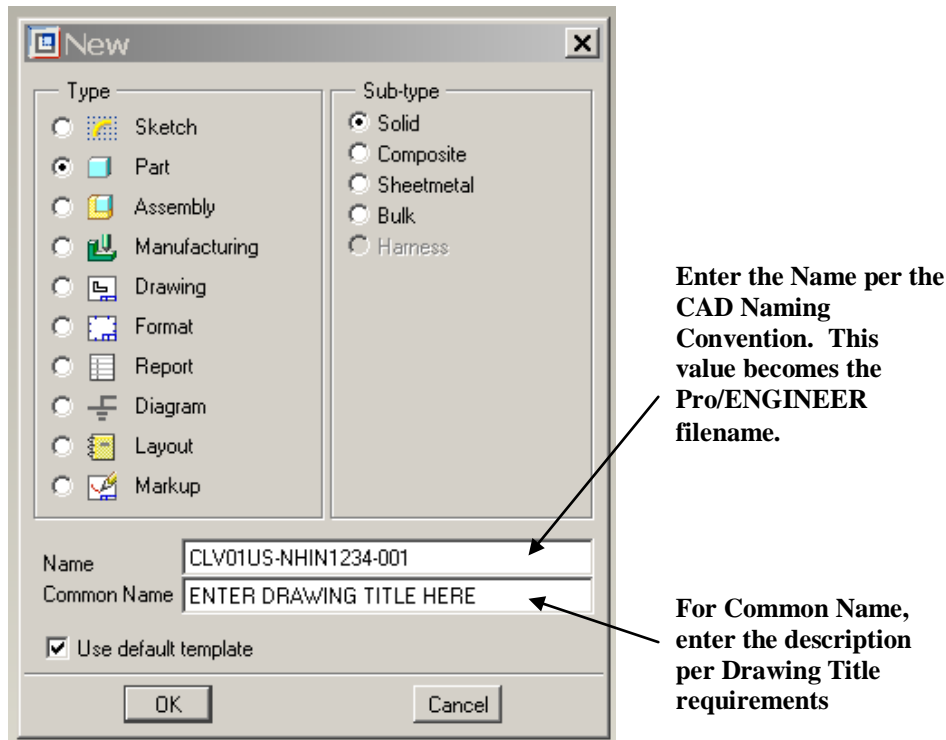 New
Type
Sketch
Part
Assembly
Manufacturing
Drawing
Format
Report
Diagram
Layout
Markup
Sub-type
Solid
Composite
Sheetmetal
Bulk
Harness
Name
CLV01US-NHIN1234-001
Common Name
ENTER DRAWING TITLE HERE
Use default template
OK
Cancel
Enter the Name per the
CAD Naming
Convention. This
value becomes the
Pro/ENGINEER
filename.
For Common Name,
enter the description
per Drawing Title
requirements